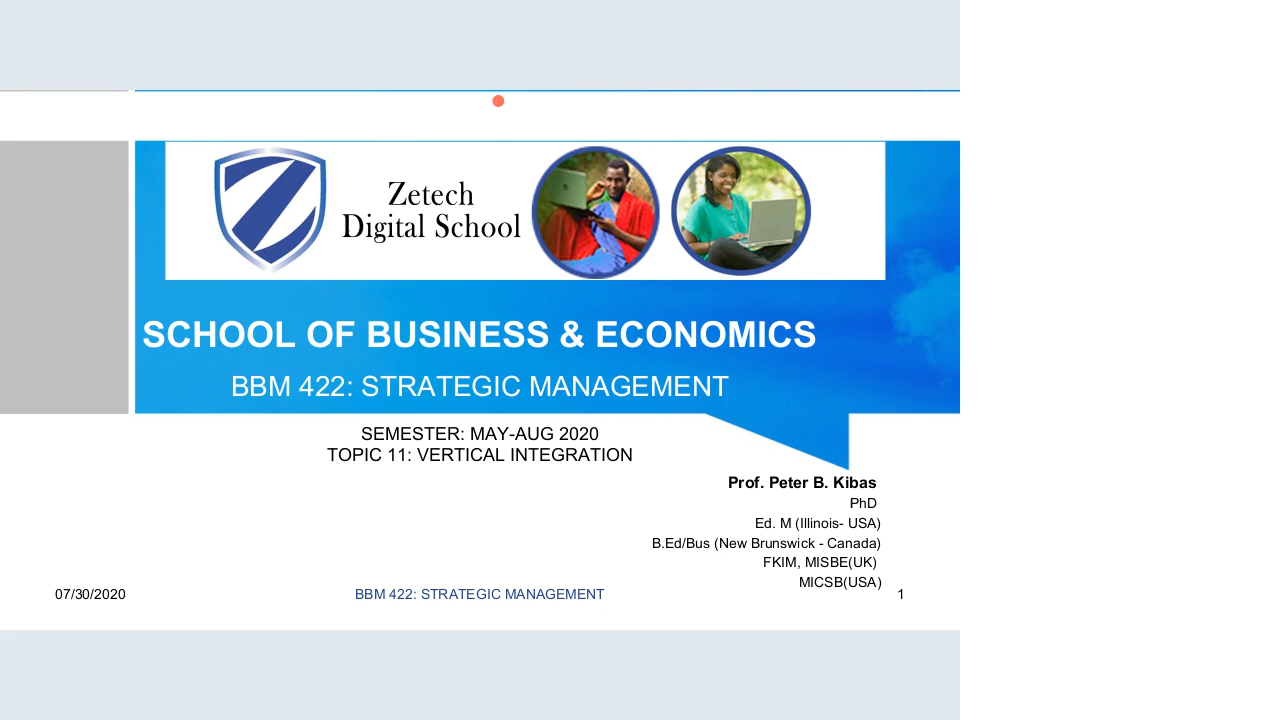 Zetech
Digital School
SCHOOL OF BUSINESS & ECONOMICS
BBM 422: STRATEGIC MANAGEMENT
SEMESTER: MAY-AUG 2020
TOPIC 11: VERTICAL INTEGRATION
Prof. Peter B. Kibas
PhD
Ed. M (Illinois- USA)
B.Ed/Bus (New Brunswick - Canada)
FKIM, MISBE(UK)
MICSB(USA)
07/30/2020
BBM 422: STRATEGIC MANAGEMENT
1